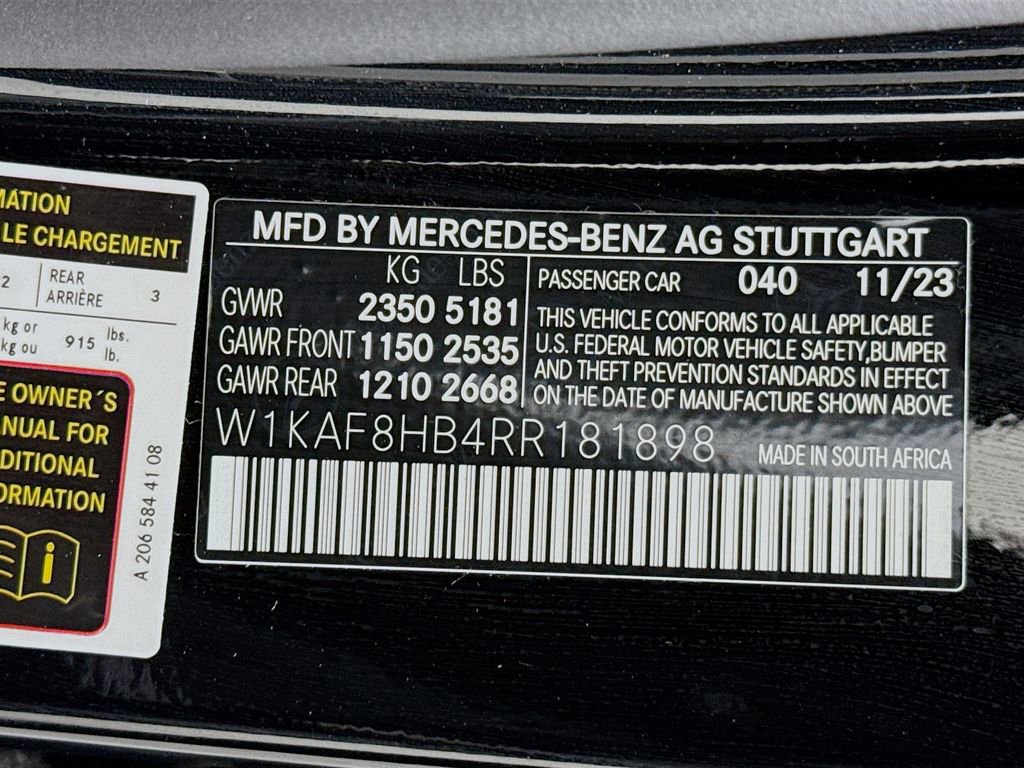 MATION
LE CHARGEMENT
2 REAR
ARRIÈRE 3
kg or
kg ou 915 lbs.
lb.
E OWNER´S
NUAL FOR
DITIONAL
ORMATION
i
A 206 584 41 08
MFD BY MERCEDES-BENZ AG STUTTGART
KG LBS
GVWR 2350 5181
GAWR FRONT 1150 2535
GAWR REAR 1210 2668
PASSENGER CAR 040 11/23
THIS VEHICLE CONFORMS TO ALL APPLICABLE
U.S. FEDERAL MOTOR VEHICLE SAFETY,BUMPER
AND THEFT PREVENTION STANDARDS IN EFFECT
ON THE DATE OF MANUFACTURE SHOWN ABOVE
W1KAF8HB4RR181898 MADE IN SOUTH AFRICA